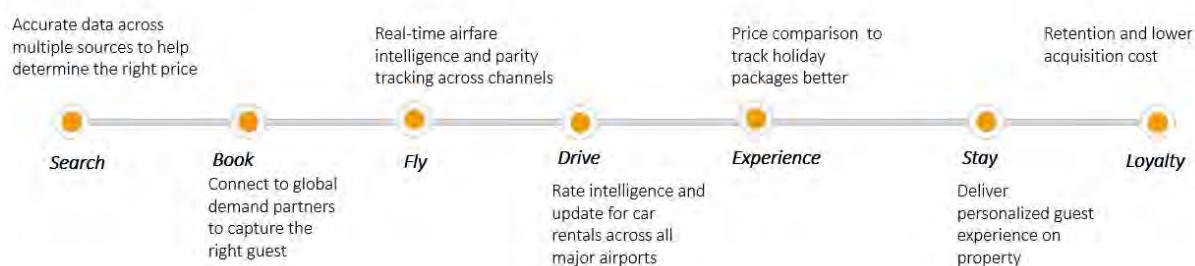 Accurate data across
multiple sources to help
determine the right price
Search
Book
Connect to global
demand partners
to capture the
right guest
Real-time airfare
intelligence and parity
tracking across channels
Fly
Drive
Rate intelligence and
update for car
rentals across all
major airports
Price comparison to
track holiday
packages better
Experience
Stay
Deliver
personalized guest
experience on
property
Retention and lower
acquisition cost
Loyalty